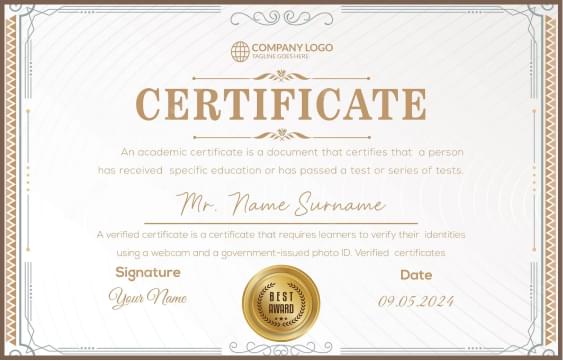 COMPANY LOGO
TAGLINE GOES HERE
CERTIFICATE
An academic certificate is a document that certifies that a person
has received specific education or has passed a test or series of tests.
Mr. Name Surname
A verified certificate is a certificate that requires learners to verify their identities
using a webcam and a government-issued photo ID. Verified certificates
Signature
Your Name
BEST
AWARD
Date
09.05.2024